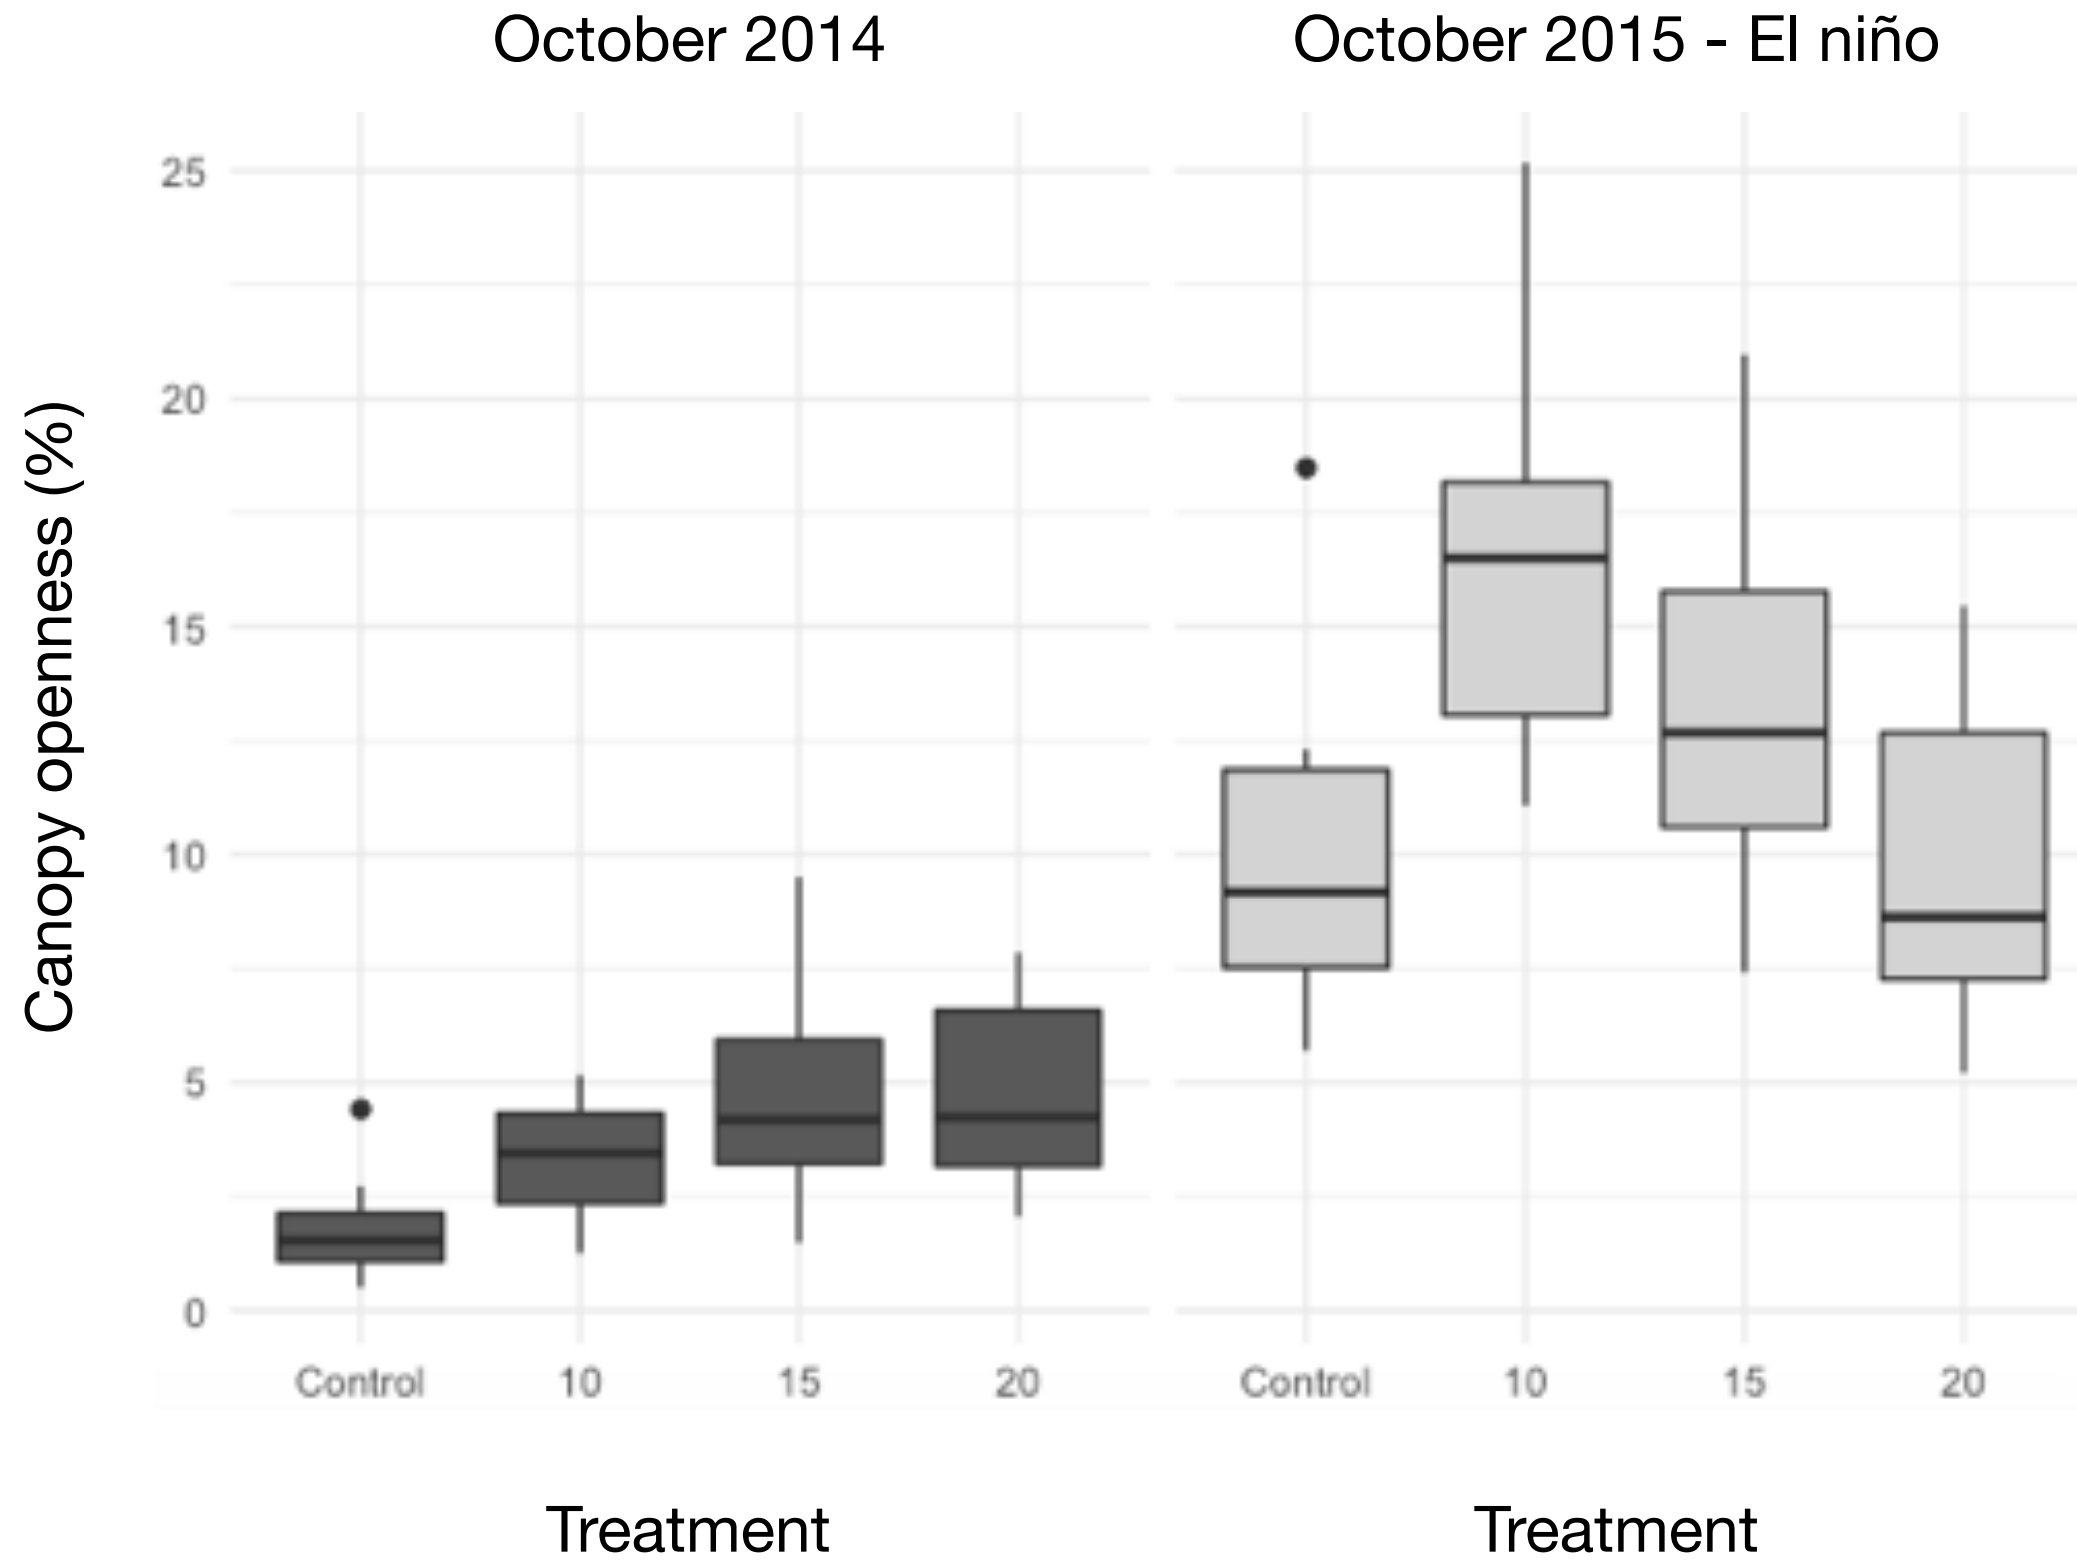 October 2014
October 2015 - El niño
Canopy openness (%)
25
20
15
10
5
0
Control 10 15 20
Control 10 15 20
Treatment
Treatment